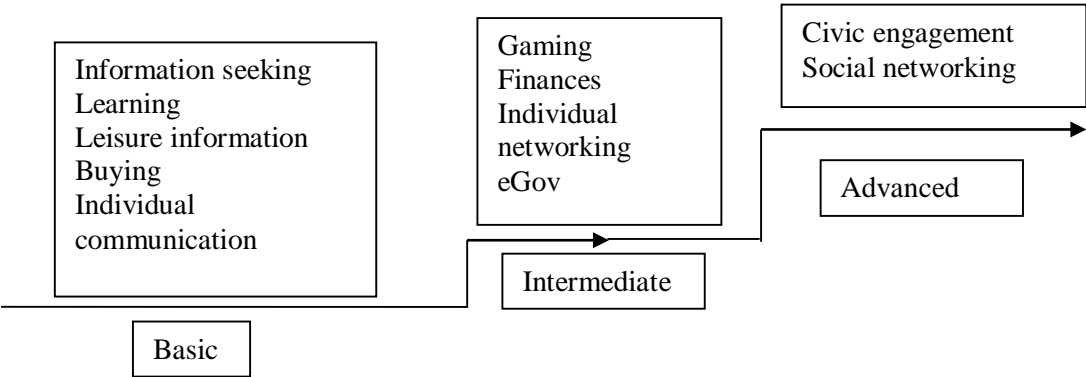 Information seeking
Learning
Leisure information
Buying
Individual
communication
Basic
Gaming
Finances
Individual
networking
eGov
Intermediate
Civic engagement
Social networking
Advanced